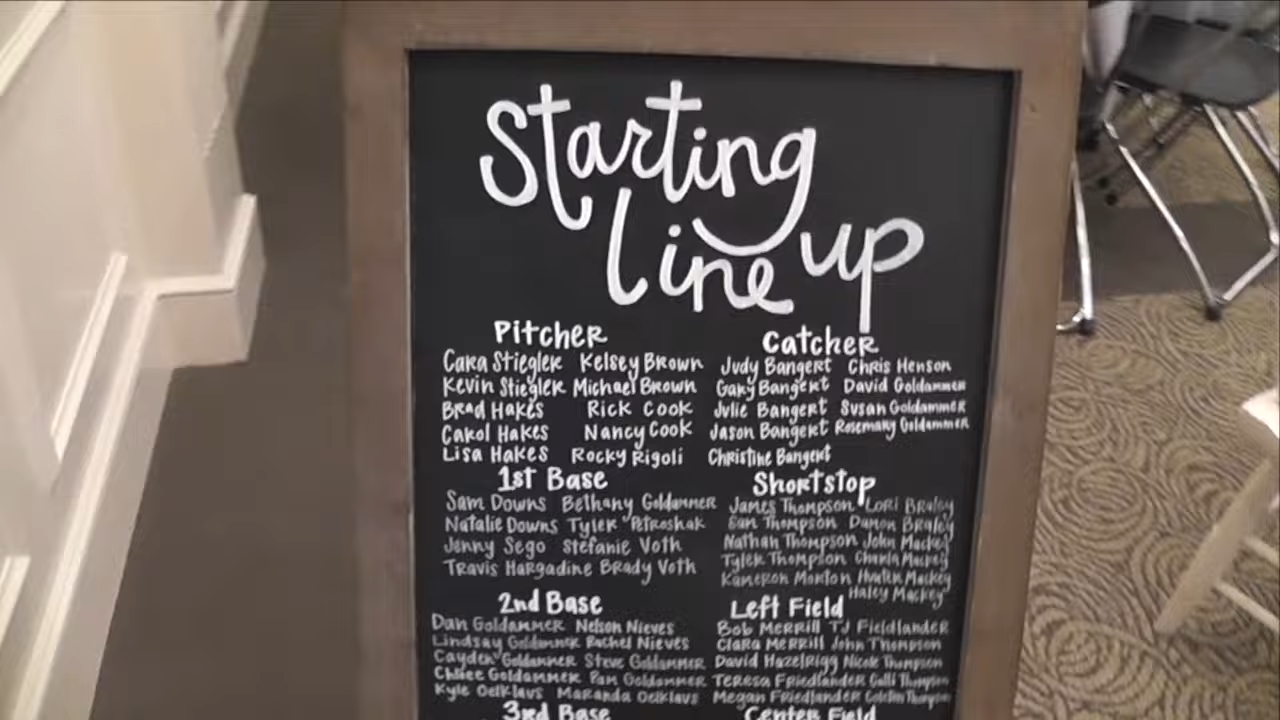 Starting
line up
Pitcher
Cara Stiegler Kelsey Brown
Kevin Stiegler Michael Brown
Brad Hakes Rick Cook
Carol Hakes Nancy Cook
Lisa Hakes Rocky Rigoli
Catcher
Judy Bangert Chris Henson
Gary Bangert David Goldammer
Julie Bangert Susan Goldammer
Jason Bangert Rosemary Goldammer
Christine Bangert
1st Base
Sam Downs Bethany Goldammer
Natalie Downs Tyler Petroshak
Jenny Sego Stefanie Voth
Travis Hargadine Brady Voth
Shortstop
James Thompson Lori Braley
Thompson Damon Braley
Nathan Thompson John Mackey
Tyler Thompson Mackey
Kameron Morton Hunter Mackey
Haley Mackey
2nd Base
Dan Goldammer Nelson Nieves
Lindsay Goldammer Rachel Nieves
Cayden Goldammer Steve Goldammer
Goldammer Pam Goldammer
Kyle Oelklaus Maranda Oelklaus
Left Field
Bob Merrill TJ Fieldlander
Clara Merrill John Thompson
David Hazelrigg Nicole Thompson
Teresa Friedlander Thompson
Megan Friedlander Thompson
3rd Base
Center Field